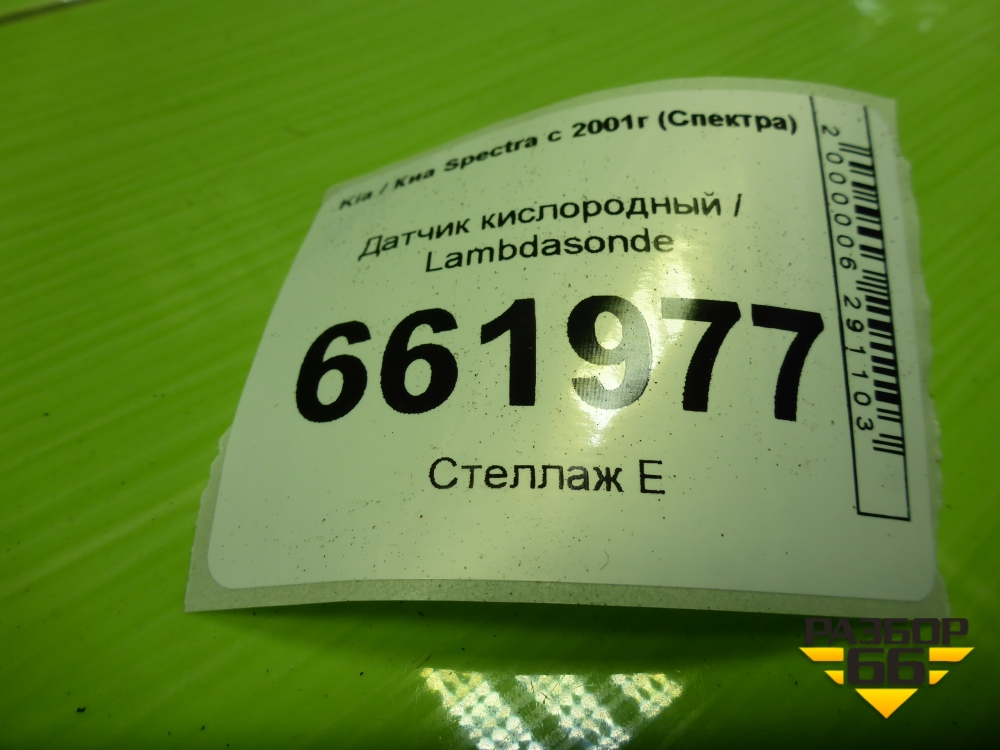 Kia / Киа Spectra с 2001г (Спектра)
Датчик кислородный /
Lambdasonde
661977
Стеллаж Е
2000006291103
РАЗБОР
66